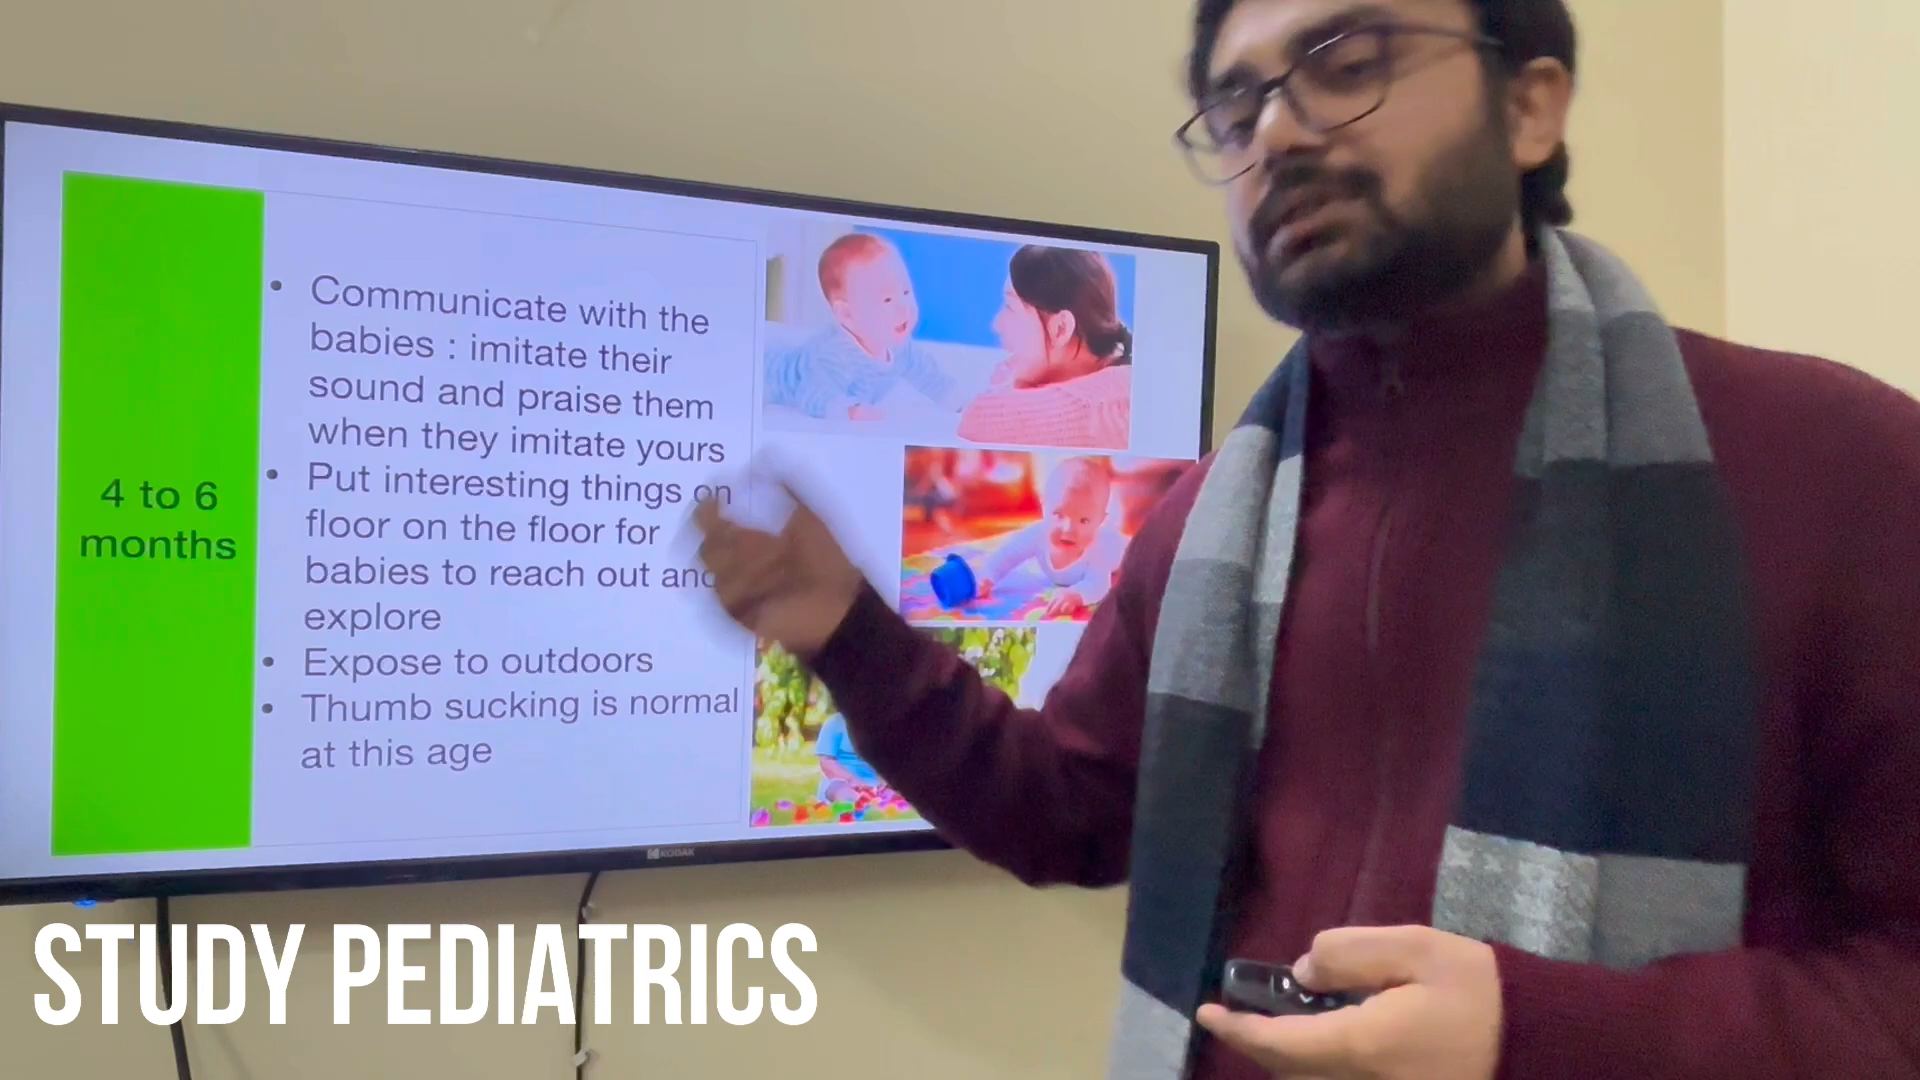 4 to 6
months
• Communicate with the
babies : imitate their
sound and praise them
when they imitate yours
• Put interesting things on
floor on the floor for
babies to reach out and
explore
• Expose to outdoors
• Thumb sucking is normal
at this age
KODAK
STUDY PEDIATRICS